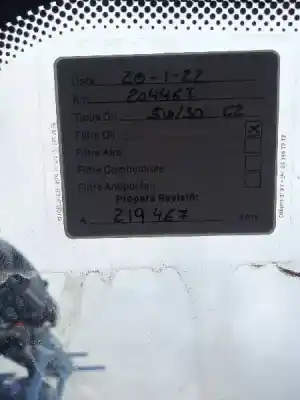 Data 20-1-22
Km. 204467
Tipus Oli 5W/30 C2
Filtre Oli X
Filtre Aire
Filtre Combustible
Filtre Antipol·len
Propera Revisió:
A 219467 Kms.